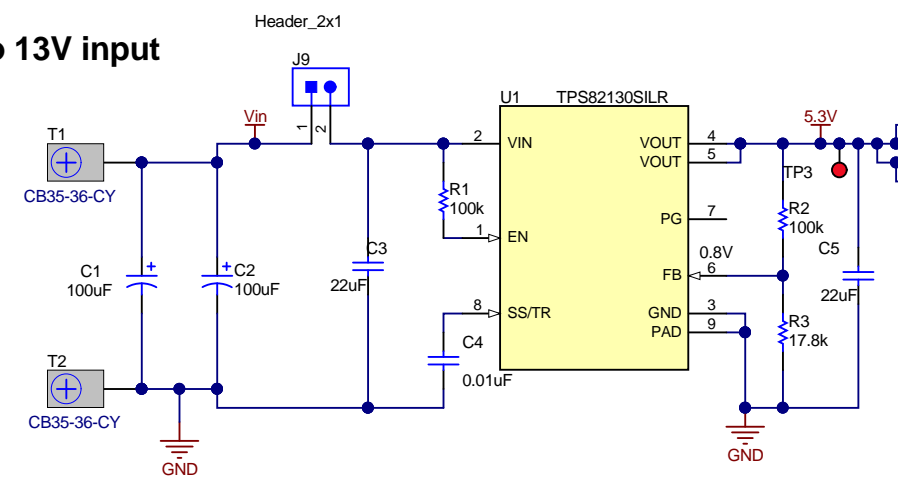 Header_2x1
o 13V input
J9
1
2
Vin
T1
CB35-36-CY
C1
100uF
C2
100uF
T2
CB35-36-CY
GND
C3
22uF
R1
100k
C4
0.01uF
U1
TPS82130SILR
2
VIN
1
EN
8
SS/TR
VOUT
4
VOUT
5
PG
7
0.8V
FB
6
GND
3
PAD
9
5.3V
TP3
R2
100k
C5
22uF
R3
17.8k
GND